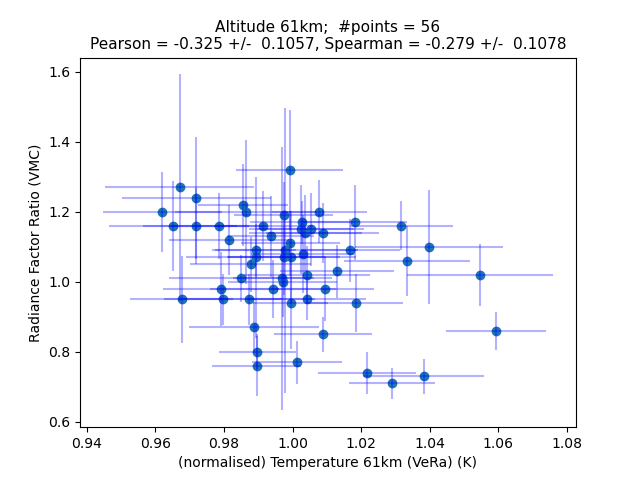 Altitude 61km;  #points = 56
Pearson = -0.325 +/-  0.1057, Spearman = -0.279 +/-  0.1078
Radiance Factor Ratio (VMC)
1.6
1.4
1.2
1.0
0.8
0.6
0.94 0.96 0.98 1.00 1.02 1.04 1.06 1.08
(normalised) Temperature 61km (VeRa) (K)